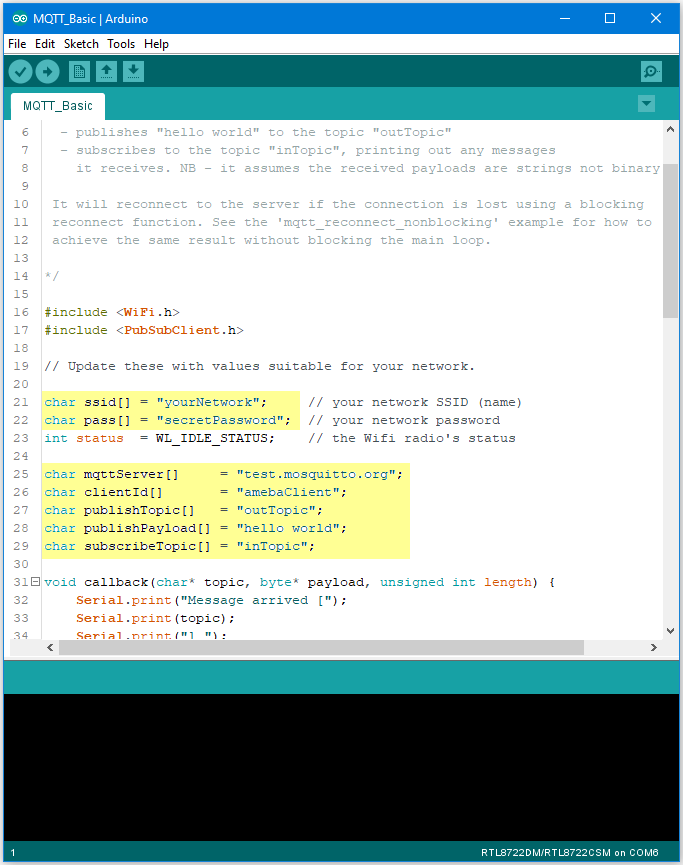 MQTT_Basic | Arduino
File Edit Sketch Tools Help
MQTT_Basic
6   - publishes "hello world" to the topic "outTopic"
7   - subscribes to the topic "inTopic", printing out any messages
8     it receives. NB - it assumes the received payloads are strings not binary
9
10  It will reconnect to the server if the connection is lost using a blocking
11  reconnect function. See the 'mqtt_reconnect_nonblocking' example for how to
12  achieve the same result without blocking the main loop.
13
14 */
15
16 #include <WiFi.h>
17 #include <PubSubClient.h>
18
19 // Update these with values suitable for your network.
20
21 char ssid[] = "yourNetwork";     // your network SSID (name)
22 char pass[] = "secretPassword";  // your network password
23 int status  = WL_IDLE_STATUS;    // the Wifi radio's status
24
25 char mqttServer[]     = "test.mosquitto.org";
26 char clientId[]       = "amebaClient";
27 char publishTopic[]   = "outTopic";
28 char publishPayload[] = "hello world";
29 char subscribeTopic[] = "inTopic";
30
31 void callback(char* topic, byte* payload, unsigned int length) {
32     Serial.print("Message arrived [");
33     Serial.print(topic);
34     Serial.print("] ");
1 RTL8722DM/RTL8722CSM on COM6